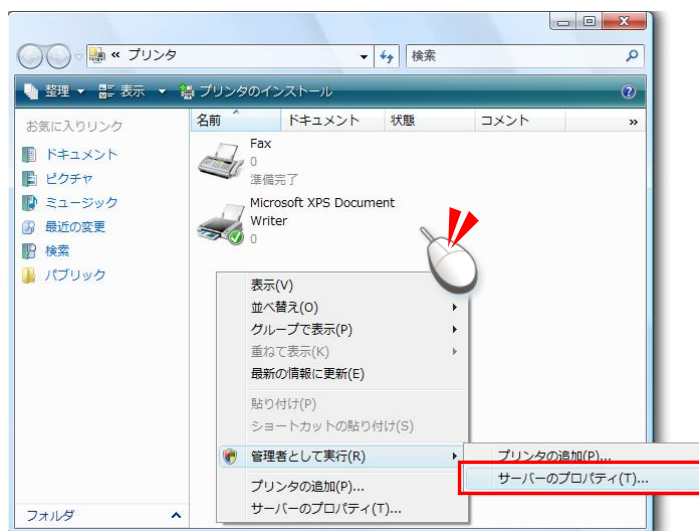 « プリンタ
検索
整理 表示 プリンタのインストール
お気に入りリンク
ドキュメント
ピクチャ
ミュージック
最近の変更
検索
パブリック
フォルダ
名前 ドキュメント 状態 コメント »
Fax
0
準備完了
Microsoft XPS Document
Writer
0
表示(V)
並べ替え(O)
グループで表示(P)
重ねて表示(K)
最新の情報に更新(E)
貼り付け(P)
ショートカットの貼り付け(S)
管理者として実行(R)
プリンタの追加(P)...
サーバーのプロパティ(T)...
プリンタの追加(P)...
サーバーのプロパティ(T)...